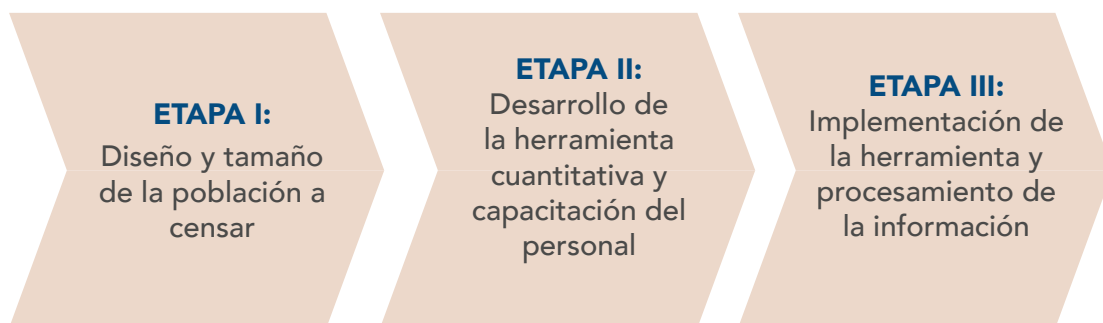 ETAPA I:
Diseño y tamaño
de la población a
censar
ETAPA II:
Desarrollo de
la herramienta
cuantitativa y
capacitación del
personal
ETAPA III:
Implementación de
la herramienta y
procesamiento de
la información